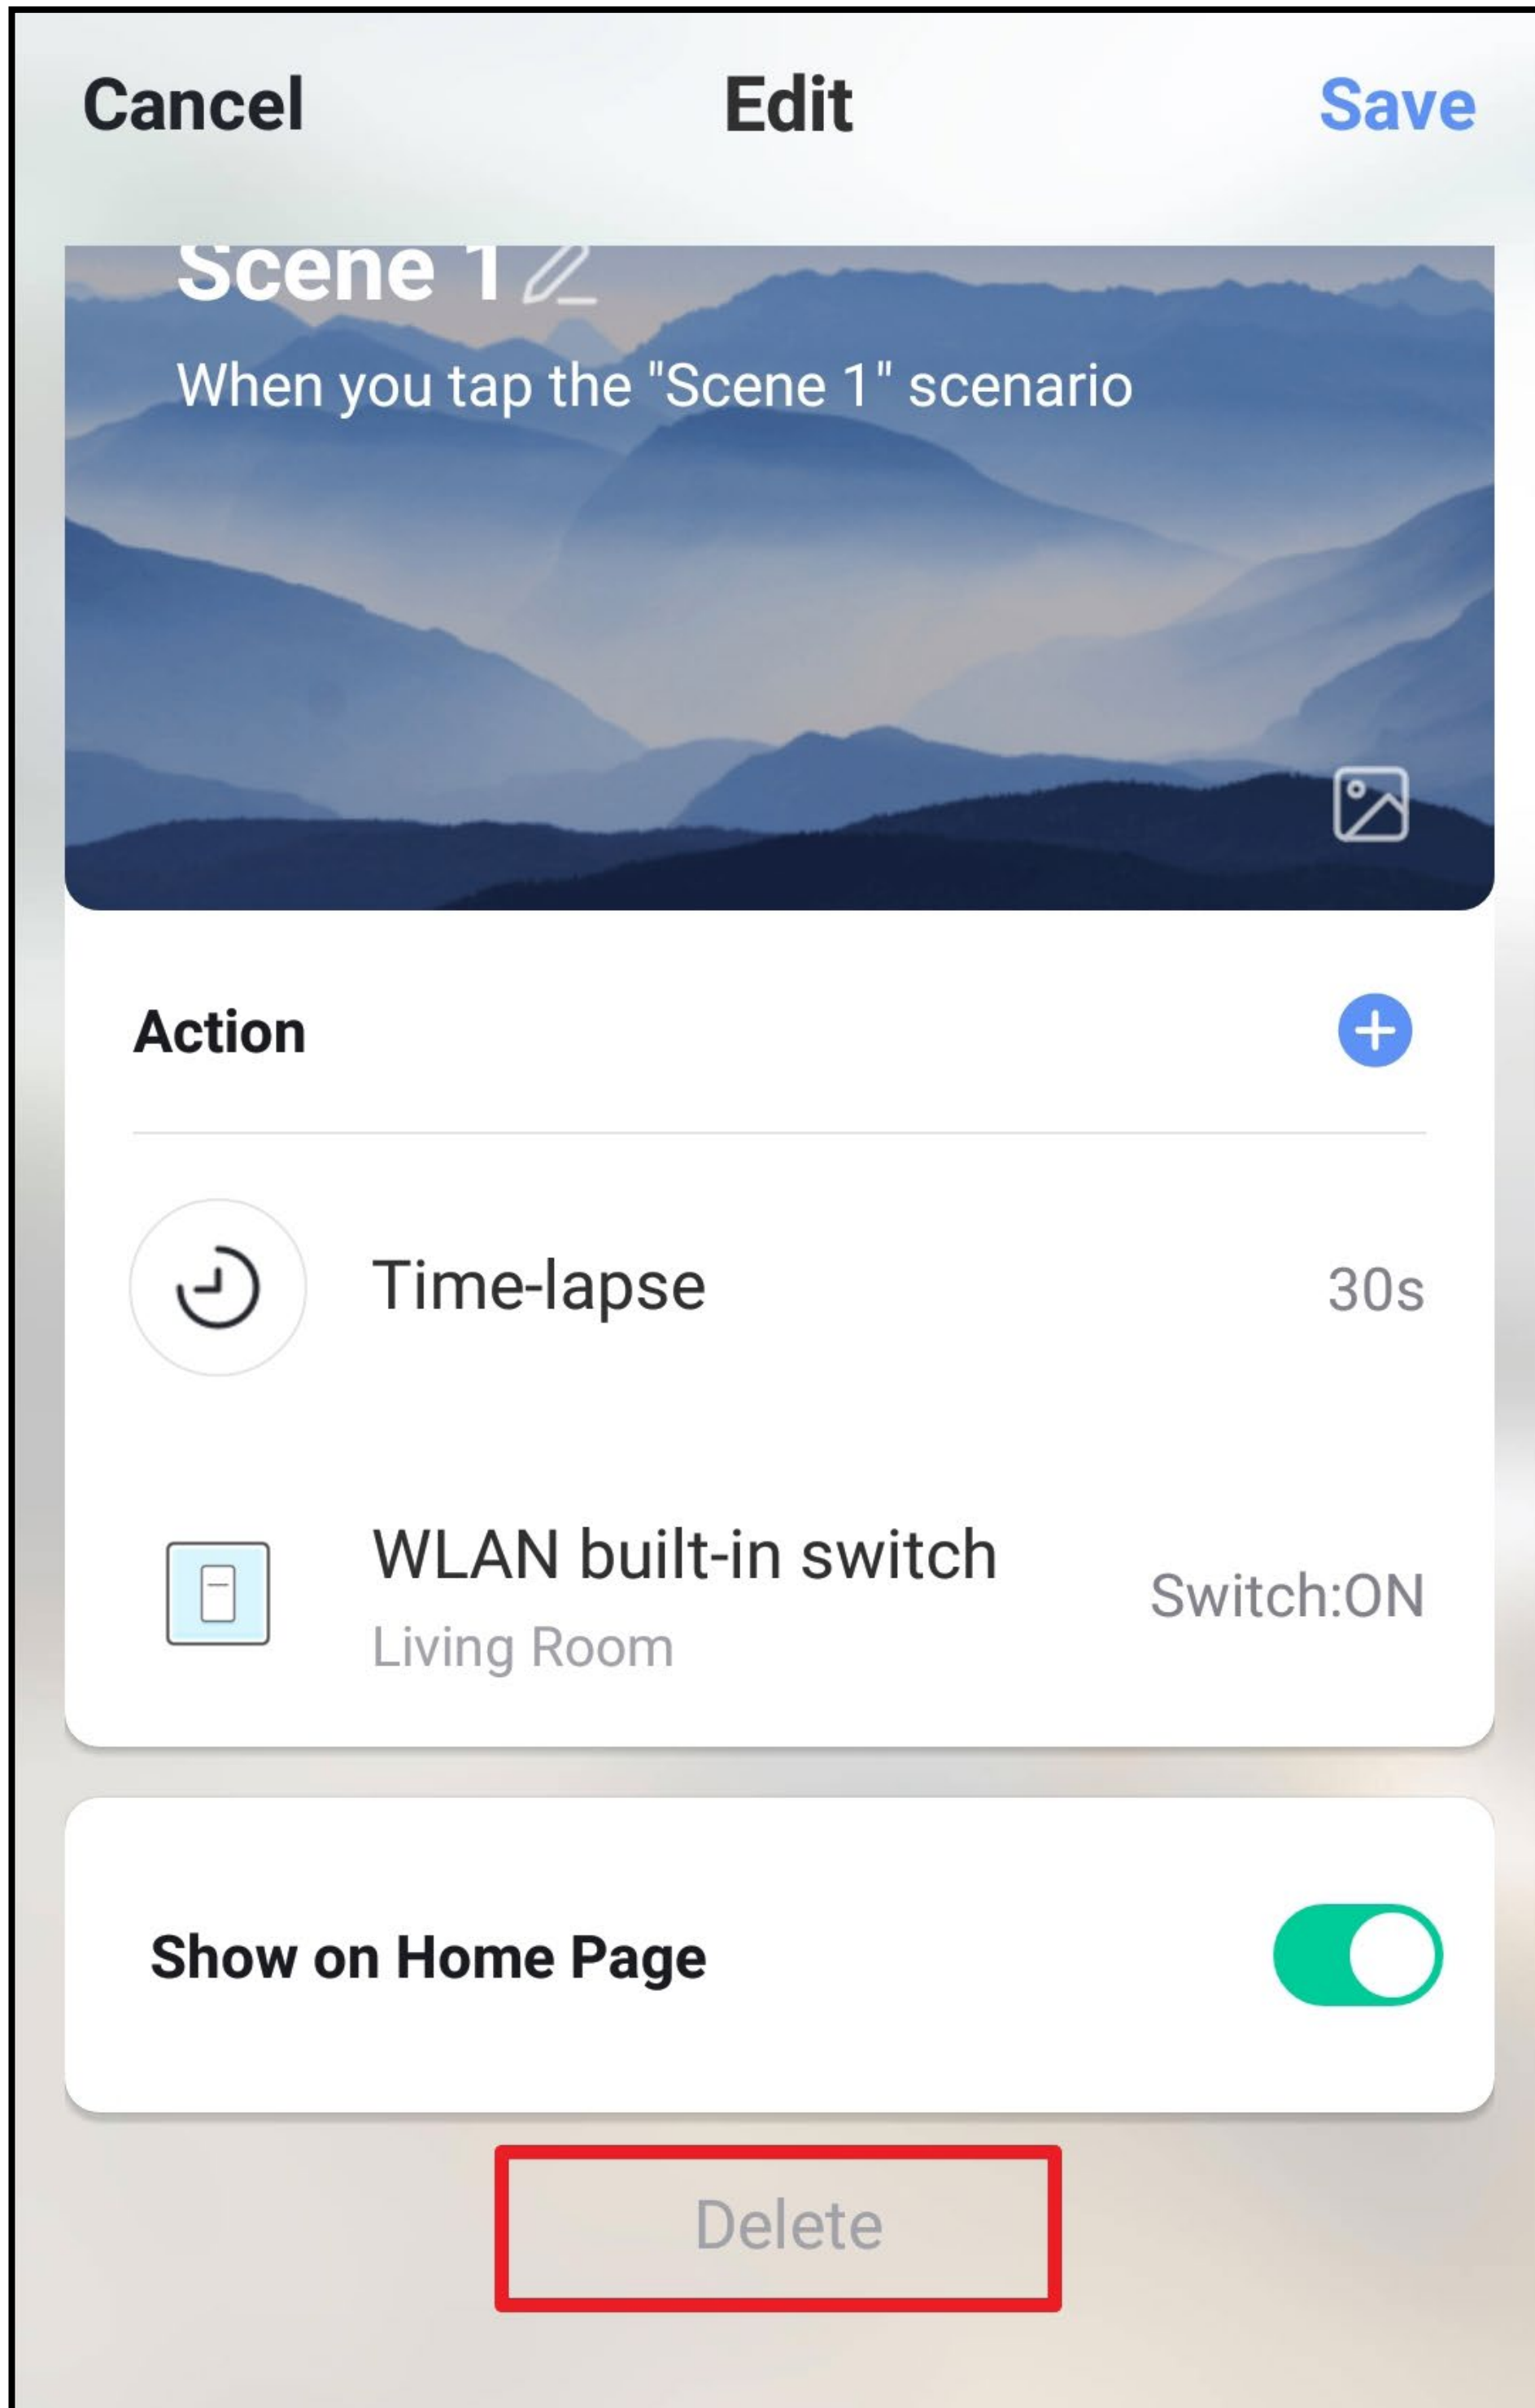 Cancel Edit Save
Scene 1
When you tap the "Scene 1" scenario
Action
Time-lapse 30s
WLAN built-in switch
Switch:ON
Living Room
Show on Home Page
Delete